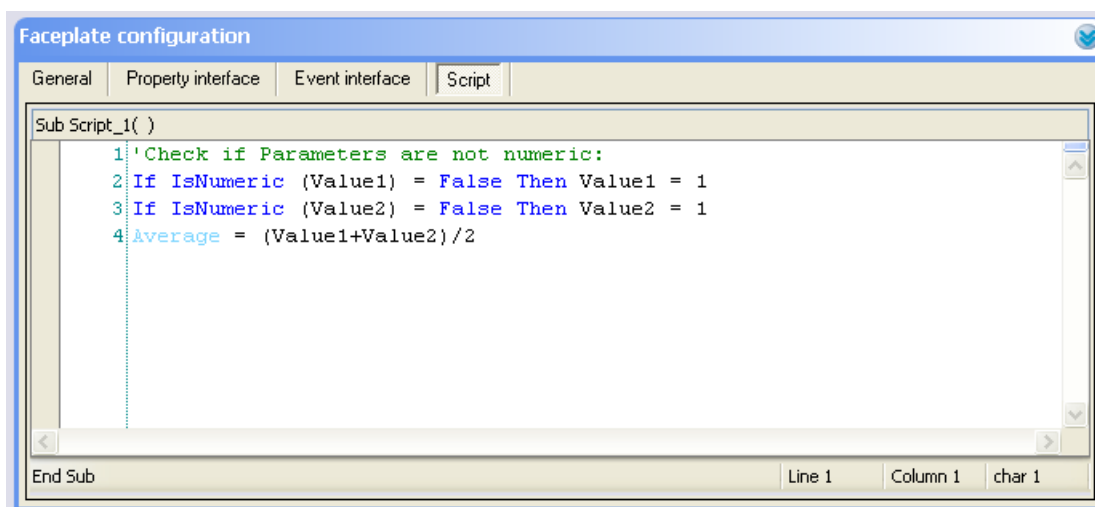 Faceplate configuration
General Property interface Event interface Script
Sub Script_1( )
1 'Check if Parameters are not numeric:
2 If IsNumeric (Value1) = False Then Value1 = 1
3 If IsNumeric (Value2) = False Then Value2 = 1
4 Average = (Value1+Value2)/2
End Sub Line 1 Column 1 char 1